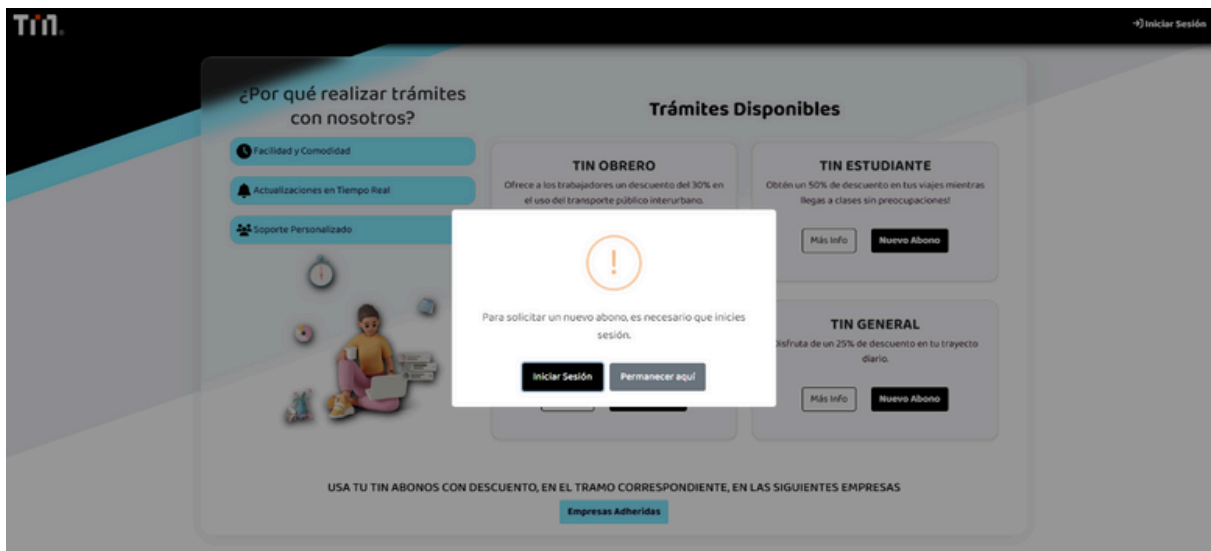 TIN.
Iniciar Sesión
¿Por qué realizar trámites
con nosotros?
Facilidad y Comodidad
Actualizaciones en Tiempo Real
Soporte Personalizado
Trámites Disponibles
TIN OBRERO
Ofrece a los trabajadores un descuento del 30% en
el uso del transporte público interurbano.
TIN ESTUDIANTE
Obtén un 50% de descuento en tus viajes mientras
llegas a clases sin preocupaciones!
Más Info
Nuevo Abono
Para solicitar un nuevo abono, es necesario que inicies
sesión.
Iniciar Sesión
Permanecer aquí
TIN GENERAL
Disfruta de un 25% de descuento en tu trayecto
diario.
Más Info
Nuevo Abono
USA TU TIN ABONOS CON DESCUENTO, EN EL TRAMO CORRESPONDIENTE, EN LAS SIGUIENTES EMPRESAS
Empresas Adheridas